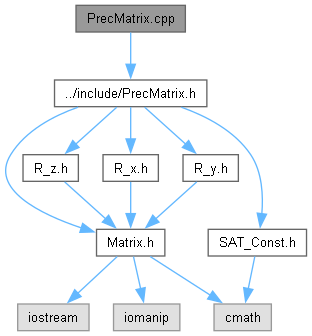 PrecMatrix.cpp
../include/PrecMatrix.h
R_z.h
R_x.h
R_y.h
Matrix.h
SAT_Const.h
iostream
iomanip
cmath